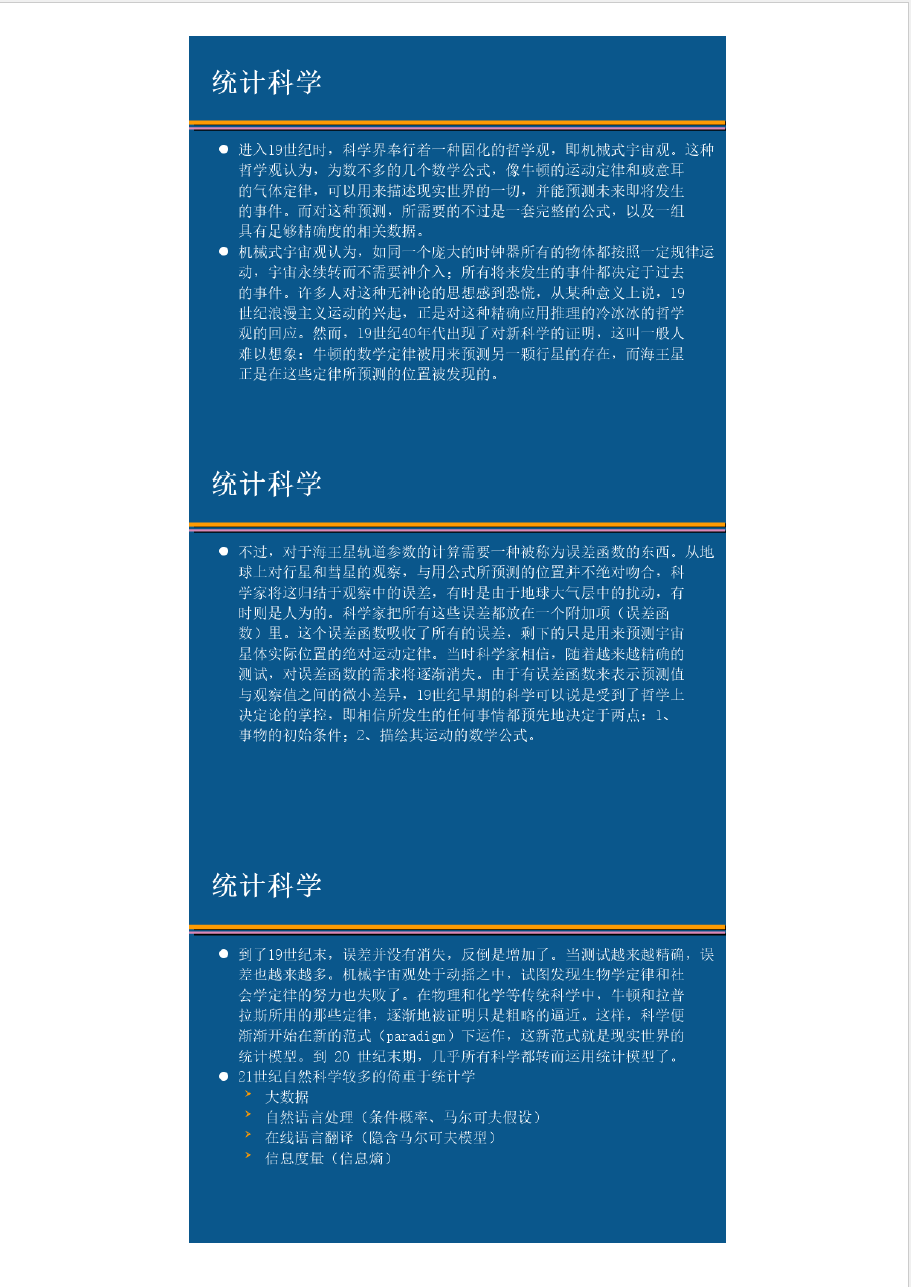 统计科学
进入19世纪时，科学界奉行着一种固化的哲学观，即机械式宇宙观。这种
哲学观认为，为数不多的几个数学公式，像牛顿的运动定律和玻意耳
的气体定律，可以用来描述现实世界的一切，并能预测未来即将发生
的事件。而对这种预测，所需要的不过是一套完整的公式，以及一组
具有足够精确度的相关数据。
机械式宇宙观认为，如同一个庞大的时钟器所有的物体都按照一定规律运
动，宇宙永续转而不需要神介入；所有将来发生的事件都决定于过去
的事件。许多人对这种无神论的思想感到恐慌，从某种意义上说，19
世纪浪漫主义运动的兴起，正是对这种精确应用推理的冷冰冰的哲学
观的回应。然而，19世纪40年代出现了对新科学的证明，这叫一般人
难以想象：牛顿的数学定律被用来预测另一颗行星的存在，而海王星
正是在这些定律所预测的位置被发现的。
统计科学
不过，对于海王星轨道参数的计算需要一种被称为误差函数的东西。从地
球上对行星和彗星的观察，与用公式所预测的位置并不绝对吻合，科
学家将这归结于观察中的误差，有时是由于地球大气层中的扰动，有
时则是人为的。科学家把所有这些误差都放在一个附加项（误差函
数）里。这个误差函数吸收了所有的误差，剩下的只是用来预测宇宙
星体实际位置的绝对运动定律。当时科学家相信，随着越来越精确的
测试，对误差函数的需求将逐渐消失。由于有误差函数来表示预测值
与观察值之间的微小差异，19世纪早期的科学可以说是受到了哲学上
决定论的掌控，即相信所发生的任何事情都预先地决定于两点：1、
事物的初始条件；2、描绘其运动的数学公式。
统计科学
到了19世纪末，误差并没有消失，反倒是增加了。当测试越来越精确，误
差也越来越多。机械宇宙观处于动摇之中，试图发现生物学定律和社
会学定律的努力也失败了。在物理和化学等传统科学中，牛顿和拉普
拉斯所用的那些定律，逐渐地被证明只是粗略的逼近。这样，科学便
渐渐开始在新的范式（paradigm）下运作，这新范式就是现实世界的
统计模型。到 20 世纪末期，几乎所有科学都转而运用统计模型了。
21世纪自然科学较多的倚重于统计学
大数据
自然语言处理（条件概率、马尔可夫假设）
在线语言翻译（隐含马尔可夫模型）
信息度量（信息熵）